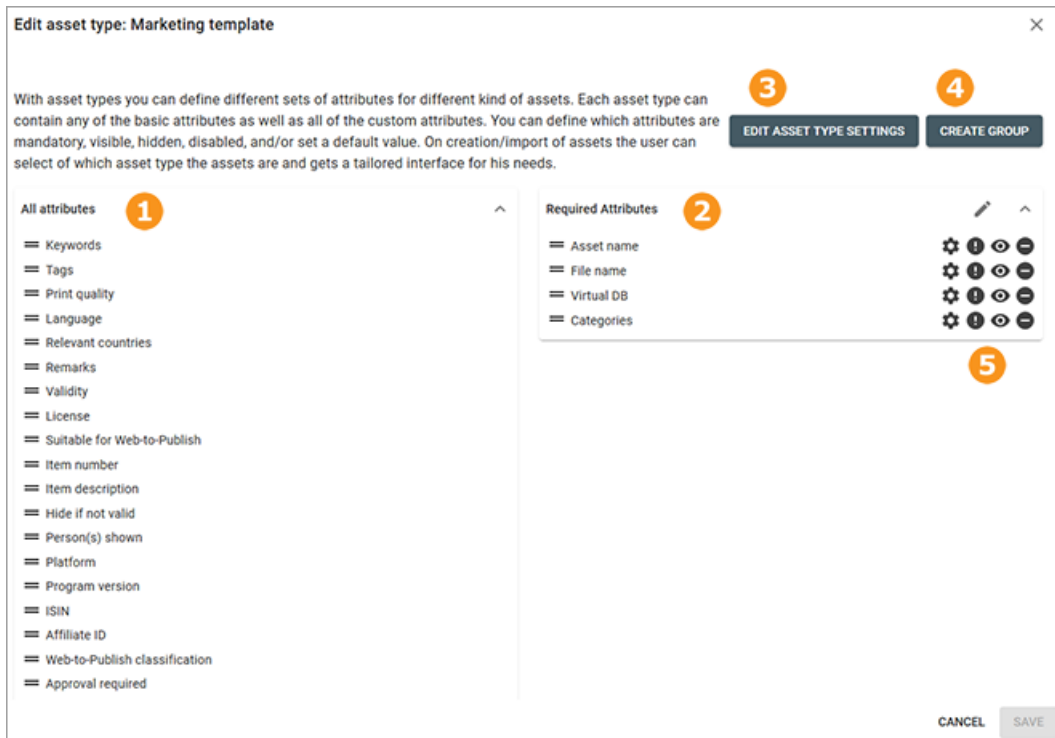 Edit asset type: Marketing template
3
4
With asset types you can define different sets of attributes for different kind of assets. Each asset type can
contain any of the basic attributes as well as all of the custom attributes. You can define which attributes are
mandatory, visible, hidden, disabled, and/or set a default value. On creation/import of assets the user can
select of which asset type the assets are and gets a tailored interface for his needs.
EDIT ASSET TYPE SETTINGS
CREATE GROUP
All attributes
1
Keywords
Tags
Print quality
Language
Relevant countries
Remarks
Validity
License
Suitable for Web-to-Publish
Item number
Item description
Hide if not valid
Person(s) shown
Platform
Program version
ISIN
Affiliate ID
Web-to-Publish classification
Approval required
Required Attributes
2
Asset name
File name
Virtual DB
Categories
5
CANCEL
SAVE